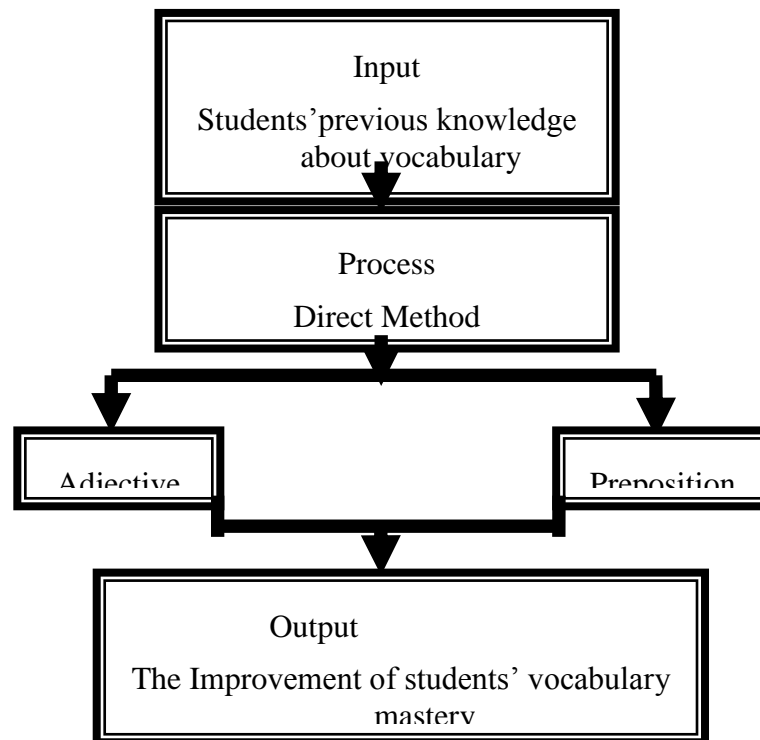 Input
Students’previous knowledge
about vocabulary
Process
Direct Method
Adjective
Preposition
Output
The Improvement of students’ vocabulary
mastery